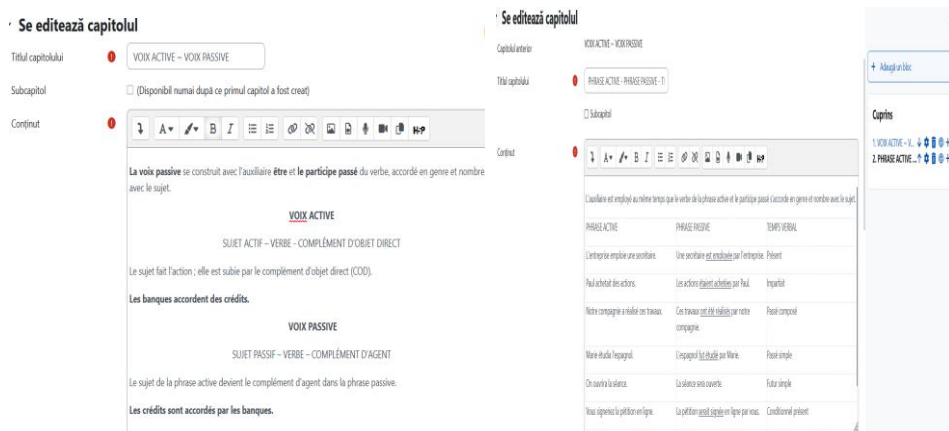 Se editează capitolul
Titlul capitolului
VOIX ACTIVE – VOIX PASSIVE
Subcapitol
(Disponibil numai după ce primul capitol a fost creat)
Conținut
La voix passive se construit avec l'auxiliaire être et le participe passé du verbe, accordé en genre et nombre
avec le sujet.
VOIX ACTIVE
SUJET ACTIF – VERBE - COMPLÉMENT D'OBJET DIRECT
Le sujet fait l'action ; elle est subie par le complément d'objet direct (COD).
Les banques accordent des crédits.
VOIX PASSIVE
SUJET PASSIF – VERBE – COMPLÉMENT D'AGENT
Le sujet de la phrase active devient le complément d'agent dans la phrase passive.
Les crédits sont accordés par les banques.
Se editează capitolul
Capitolul anterior
VOIX ACTIVE – VOIX PASSIVE
Titlul capitolului
PHRASE ACTIVE - PHRASE PASSIVE - T
Subcapitol
Conținut
L'auxiliaire est employé au même temps que le verbe de la phrase active et le participe passé s'accorde en genre et nombre avec le sujet.
PHRASE ACTIVE PHRASE PASSIVE TEMPS VERBAL
L'entreprise emploie une secrétaire. Une secrétaire est employée par l'entreprise. Présent
Paul achetait des actions. Les actions étaient achetées par Paul. Imparfait
Notre compagnie a réalisé ces travaux. Ces travaux ont été réalisés par notre
compagnie. Passé composé
Marie étudia l'espagnol. L'espagnol fut étudié par Marie. Passé simple
On ouvrira la séance. La séance sera ouverte. Futur simple
Vous signeriez la pétition en ligne. La pétition serait signée en ligne par vous. Conditionnel présent
+ Adaugă un bloc
Cuprins
1. VOIX ACTIVE – V...
2. PHRASE ACTIVE ...